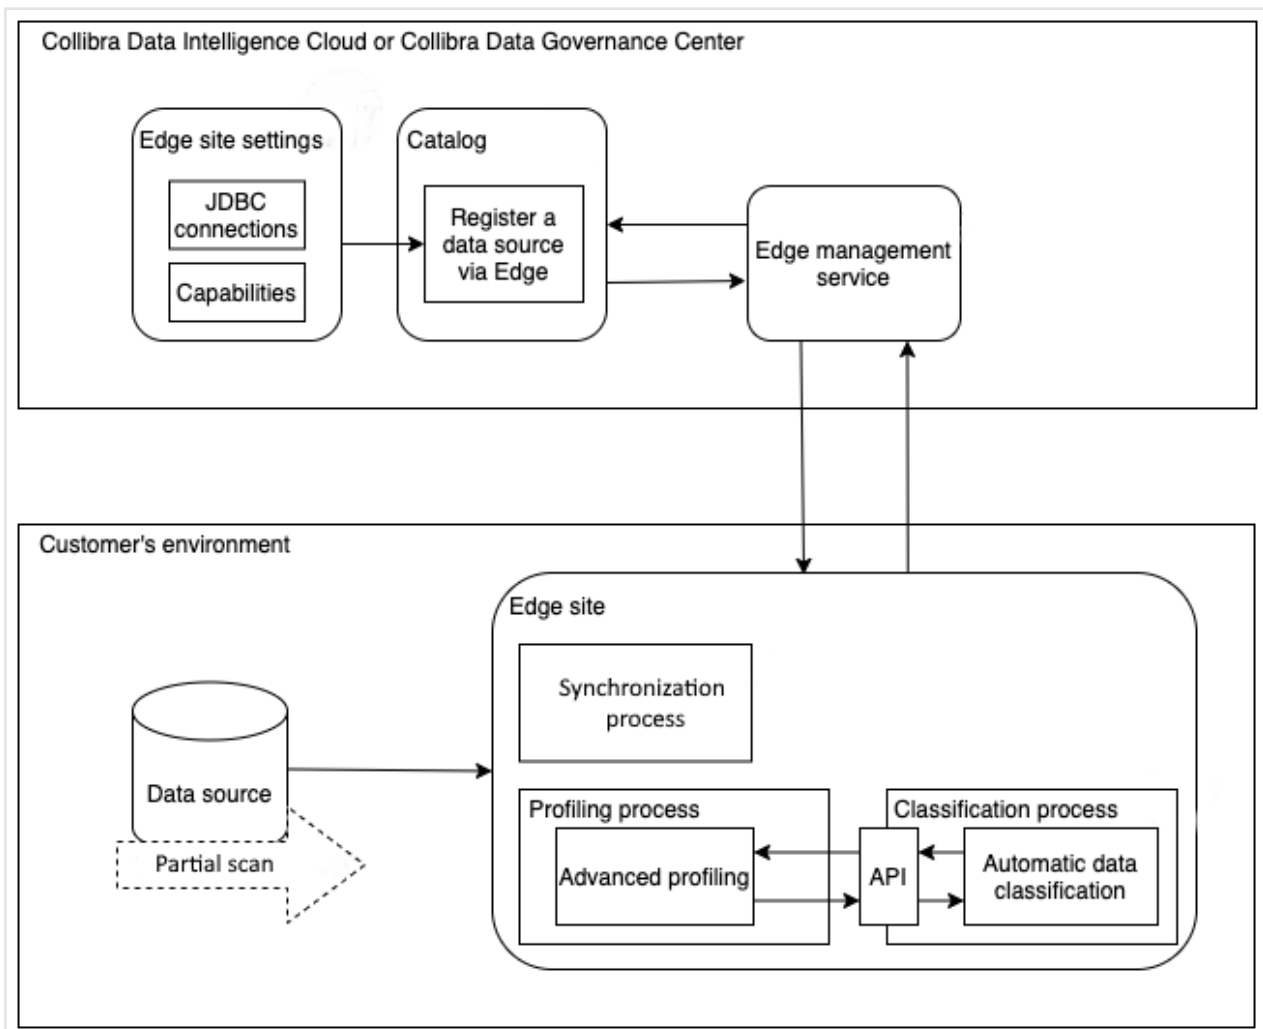 Collibra Data Intelligence Cloud or Collibra Data Governance Center
Edge site settings
JDBC
connections
Capabilities
Catalog
Register a
data source
via Edge
Edge management
service
Customer's environment
Edge site
Synchronization
process
Data source
Partial scan
Profiling process
Advanced profiling
API
Classification process
Automatic data
classification